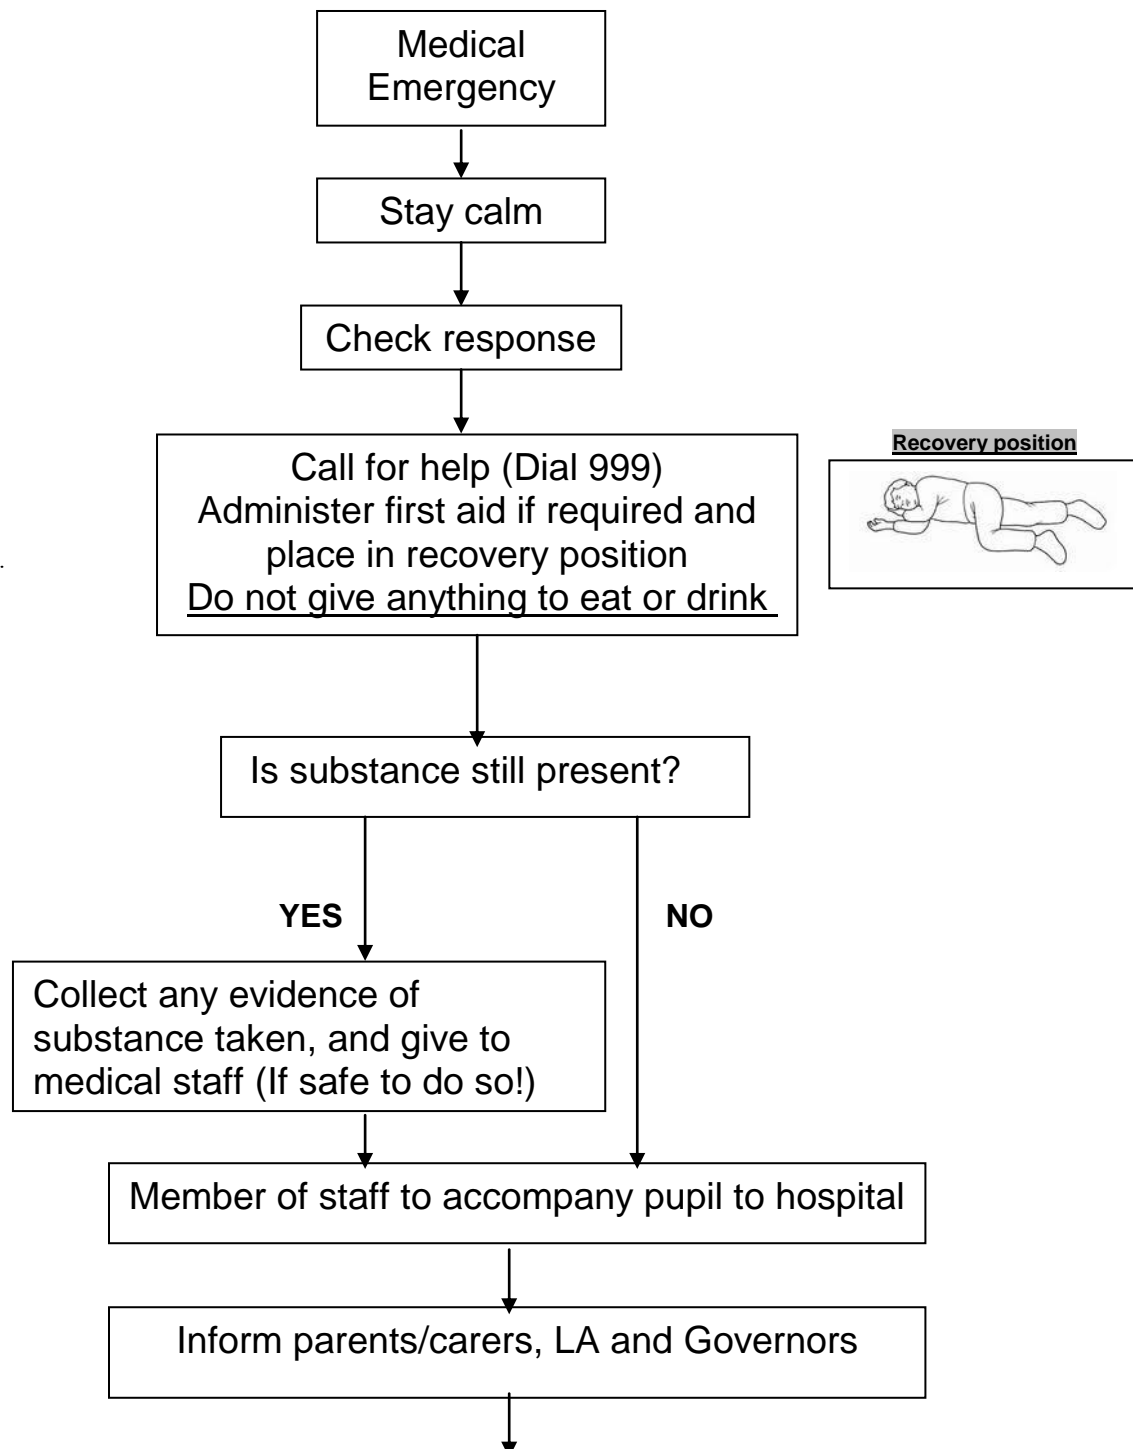 Medical
Emergency
Stay calm
Check response
Call for help (Dial 999)
Administer first aid if required and
place in recovery position
Do not give anything to eat or drink
Recovery position
.
Is substance still present?
YES
NO
Collect any evidence of
substance taken, and give to
medical staff (If safe to do so!)
Member of staff to accompany pupil to hospital
Inform parents/carers, LA and Governors